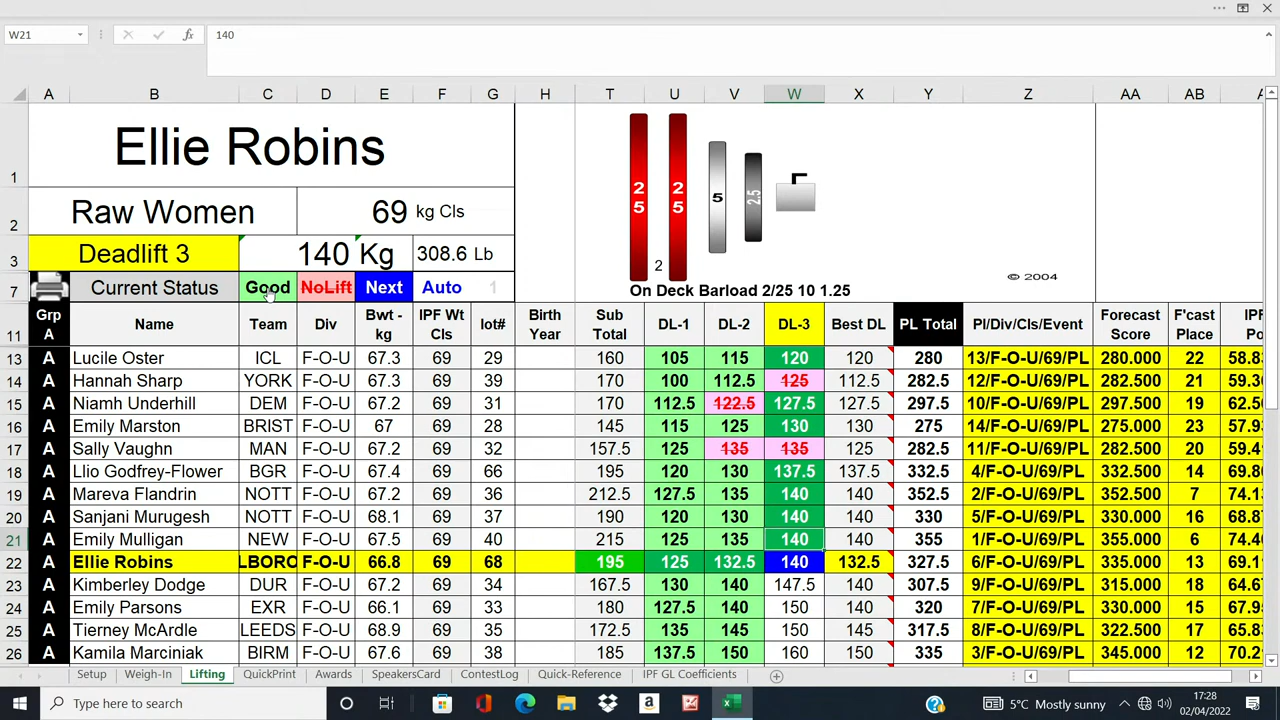 W21 fx 140
A B C D E F G H T U V W X Y Z AA AB
1 Ellie Robins
2 Raw Women 69 kg Cls
3 Deadlift 3 140 Kg 308.6 Lb
25 25 5 2.5
2
© 2004
7 Current Status Good NoLift Next Auto 1 On Deck Barload 2/25 10 1.25
11 Grp A Name Team Div Bwt - kg IPF Wt Cls lot# Birth Year Sub Total DL-1 DL-2 DL-3 Best DL PL Total Pl/Div/Cls/Event Forecast Score F'cast Place
13 A Lucile Oster ICL F-O-U 67.3 69 29 160 105 115 120 120 280 13/F-O-U/69/PL 280.000 22 58.8
14 A Hannah Sharp YORK F-O-U 67.3 69 39 170 100 112.5 125 112.5 282.5 12/F-O-U/69/PL 282.500 21 59.3
15 A Niamh Underhill DEM F-O-U 67.2 69 31 170 112.5 122.5 127.5 127.5 297.5 10/F-O-U/69/PL 297.500 19 62.5
16 A Emily Marston BRIST F-O-U 67 69 28 145 115 125 130 130 275 14/F-O-U/69/PL 275.000 23 57.9
17 A Sally Vaughn MAN F-O-U 67.2 69 32 157.5 125 135 135 125 282.5 11/F-O-U/69/PL 282.500 20 59.4
18 A Llio Godfrey-Flower BGR F-O-U 67.4 69 66 195 120 130 137.5 137.5 332.5 4/F-O-U/69/PL 332.500 14 69.8
19 A Mareva Flandrin NOTT F-O-U 67.2 69 36 212.5 127.5 135 140 140 352.5 2/F-O-U/69/PL 352.500 7 74.1
20 A Sanjani Murugesh NOTT F-O-U 68.1 69 37 190 120 130 140 140 330 5/F-O-U/69/PL 330.000 16 68.8
21 A Emily Mulligan NEW F-O-U 67.5 69 40 215 125 135 140 140 355 1/F-O-U/69/PL 355.000 6 74.4
22 A Ellie Robins LBORO F-O-U 66.8 69 68 195 125 132.5 140 132.5 327.5 6/F-O-U/69/PL 335.000 13 69.1
23 A Kimberley Dodge DUR F-O-U 67.2 69 34 167.5 130 140 147.5 140 307.5 9/F-O-U/69/PL 315.000 18 64.6
24 A Emily Parsons EXR F-O-U 66.1 69 33 180 127.5 140 150 140 320 7/F-O-U/69/PL 330.000 15 67.9
25 A Tierney McArdle LEEDS F-O-U 68.9 69 35 172.5 135 145 150 145 317.5 8/F-O-U/69/PL 322.500 17 65.8
26 A Kamila Marciniak BIRM F-O-U 67.6 69 38 185 137.5 150 160 150 335 3/F-O-U/69/PL 345.000 12 70.2
Setup Weigh-In Lifting QuickPrint Awards SpeakersCard ContestLog Quick-Reference IPF GL Coefficients
Type here to search 5°C Mostly sunny 17:28
02/04/2022